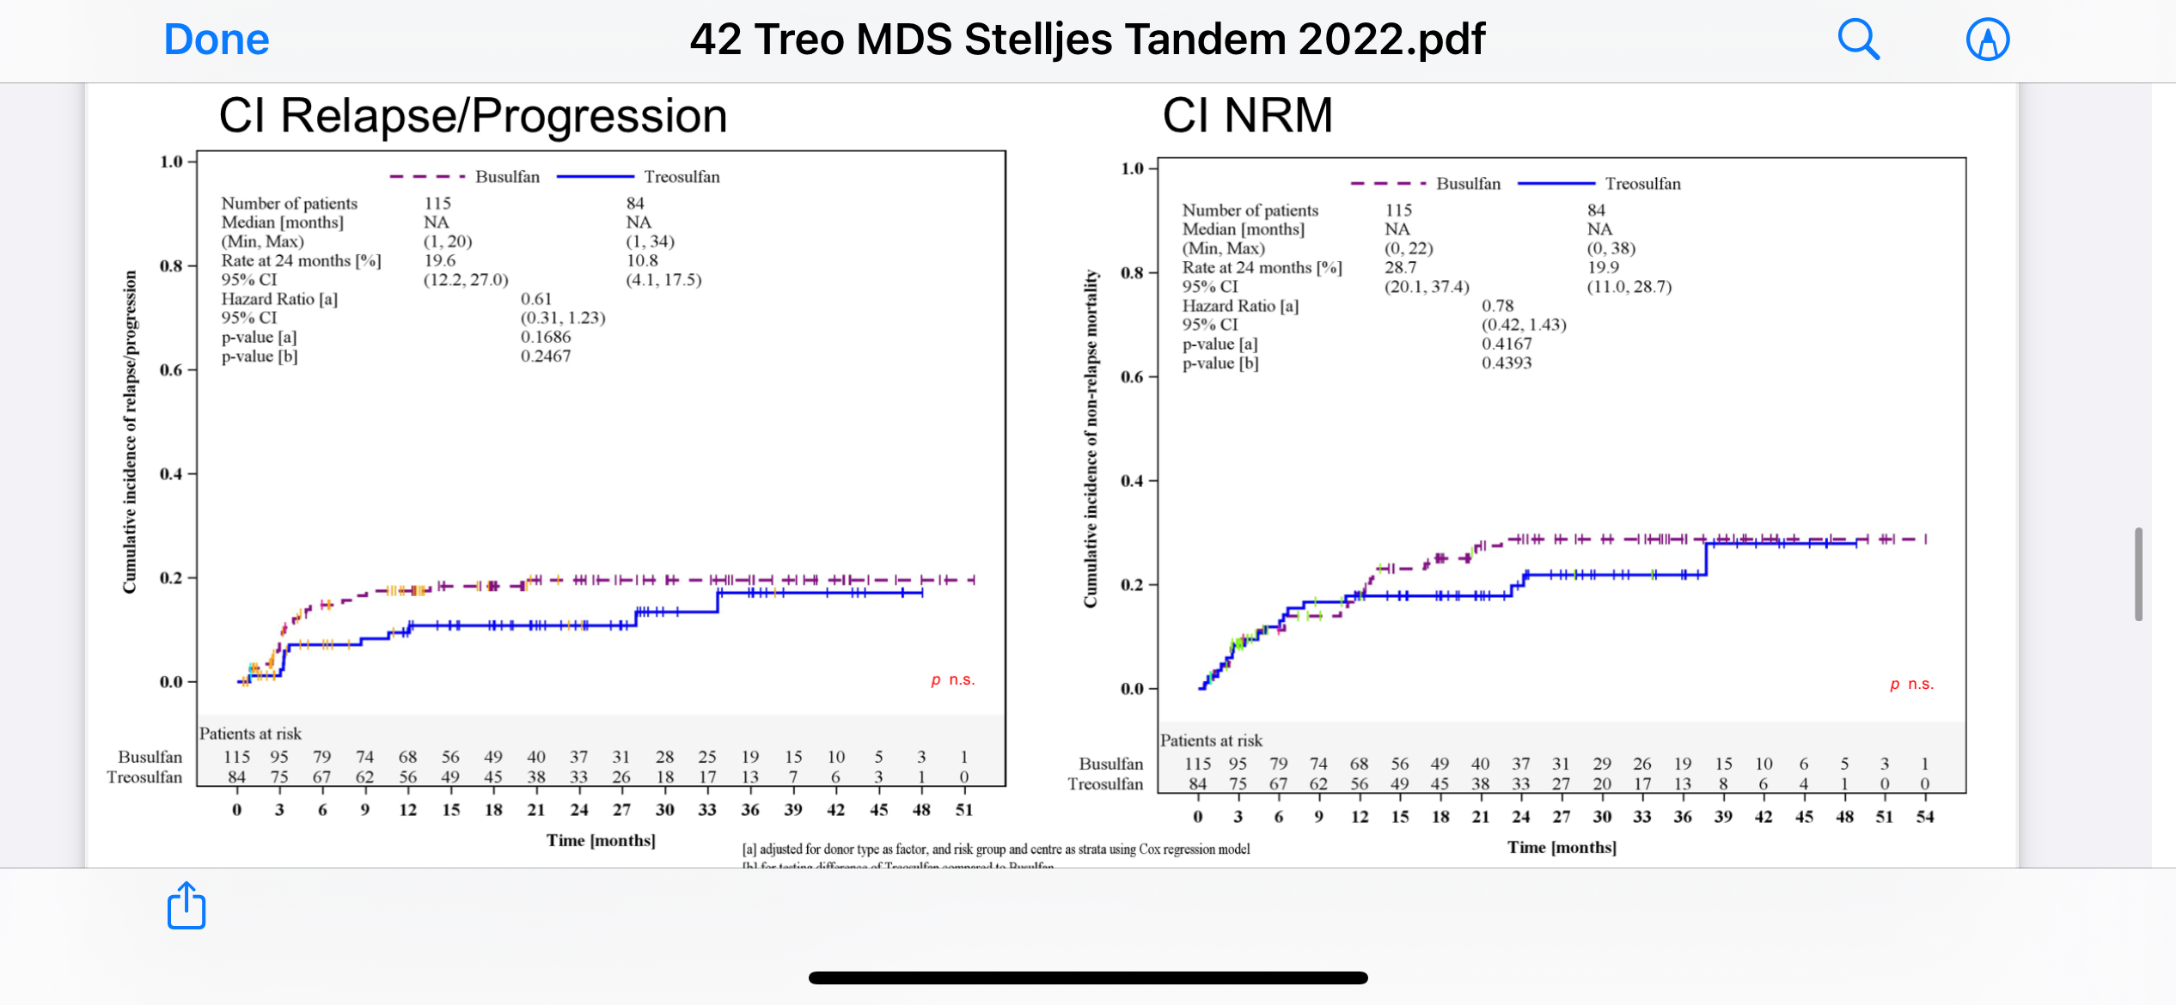 Done
42 Treo MDS Stelljes Tandem 2022.pdf
CI Relapse/Progression
Cumulative incidence of relapse/progression
1.0
0.8
0.6
0.4
0.2
0.0
Busulfan Treosulfan
Number of patients 115 84
Median [months] NA NA
(Min, Max) (1, 20) (1, 34)
Rate at 24 months [%] 19.6 10.8
95% CI (12.2, 27.0) (4.1, 17.5)
Hazard Ratio [a] 0.61
95% CI (0.31, 1.23)
p-value [a] 0.1686
p-value [b] 0.2467
p n.s.
Patients at risk
Busulfan 115 95 79 74 68 56 49 40 37 31 28 25 19 15 10 5 3 1
Treosulfan 84 75 67 62 56 49 45 38 33 26 18 17 13 7 6 3 1 0
0 3 6 9 12 15 18 21 24 27 30 33 36 39 42 45 48 51
Time [months]
CI NRM
Cumulative incidence of non-relapse mortality
1.0
0.8
0.6
0.4
0.2
0.0
Busulfan Treosulfan
Number of patients 115 84
Median [months] NA NA
(Min, Max) (0, 22) (0, 38)
Rate at 24 months [%] 28.7 19.9
95% CI (20.1, 37.4) (11.0, 28.7)
Hazard Ratio [a] 0.78
95% CI (0.42, 1.43)
p-value [a] 0.4167
p-value [b] 0.4393
p n.s.
Patients at risk
Busulfan 115 95 79 74 68 56 49 40 37 31 29 26 19 15 10 6 5 3 1
Treosulfan 84 75 67 62 56 49 45 38 33 27 20 17 13 8 6 4 1 0 0
0 3 6 9 12 15 18 21 24 27 30 33 36 39 42 45 48 51 54
Time [months]
[a] adjusted for donor type as factor, and risk group and centre as strata using Cox regression model
[b] for testing difference of Treosulfan compared to Busulfan